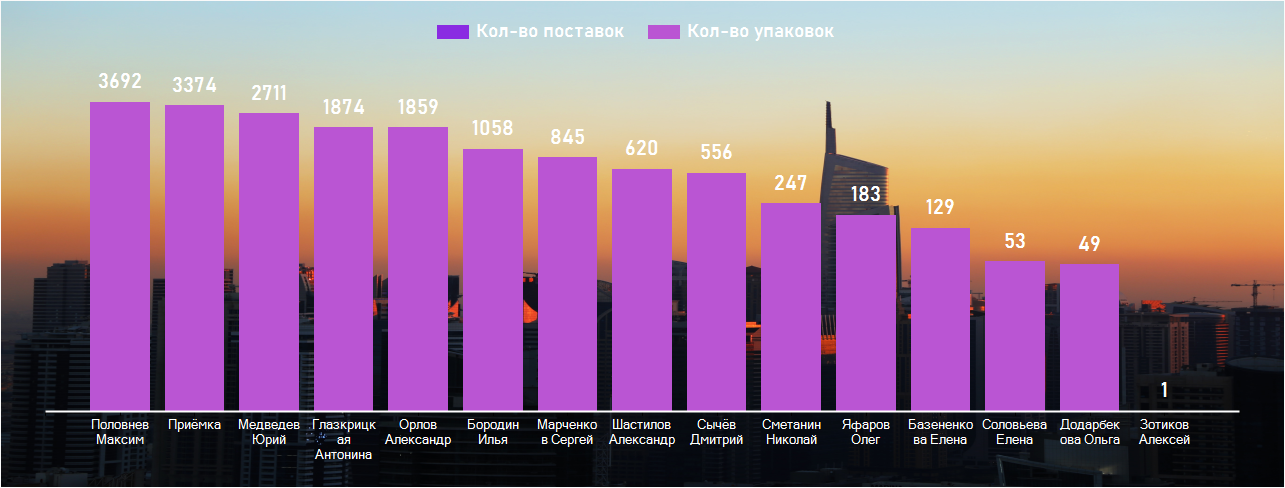 Кол-во поставок Кол-во упаковок
3692 3374 2711 1874 1859 1058 845 620 556 247 183 129 53 49 1
Половнев Приёмка Медведев Глазкрицк Орлов Бородин Марченко Шастилов Сычёв Сметанин Яфаров Базененко Соловьева Додарбек Зотиков
Максим Юрий ая Александр Илья в Сергей Александр Дмитрий Николай Олег ва Елена Елена ова Ольга Алексей
Антонина